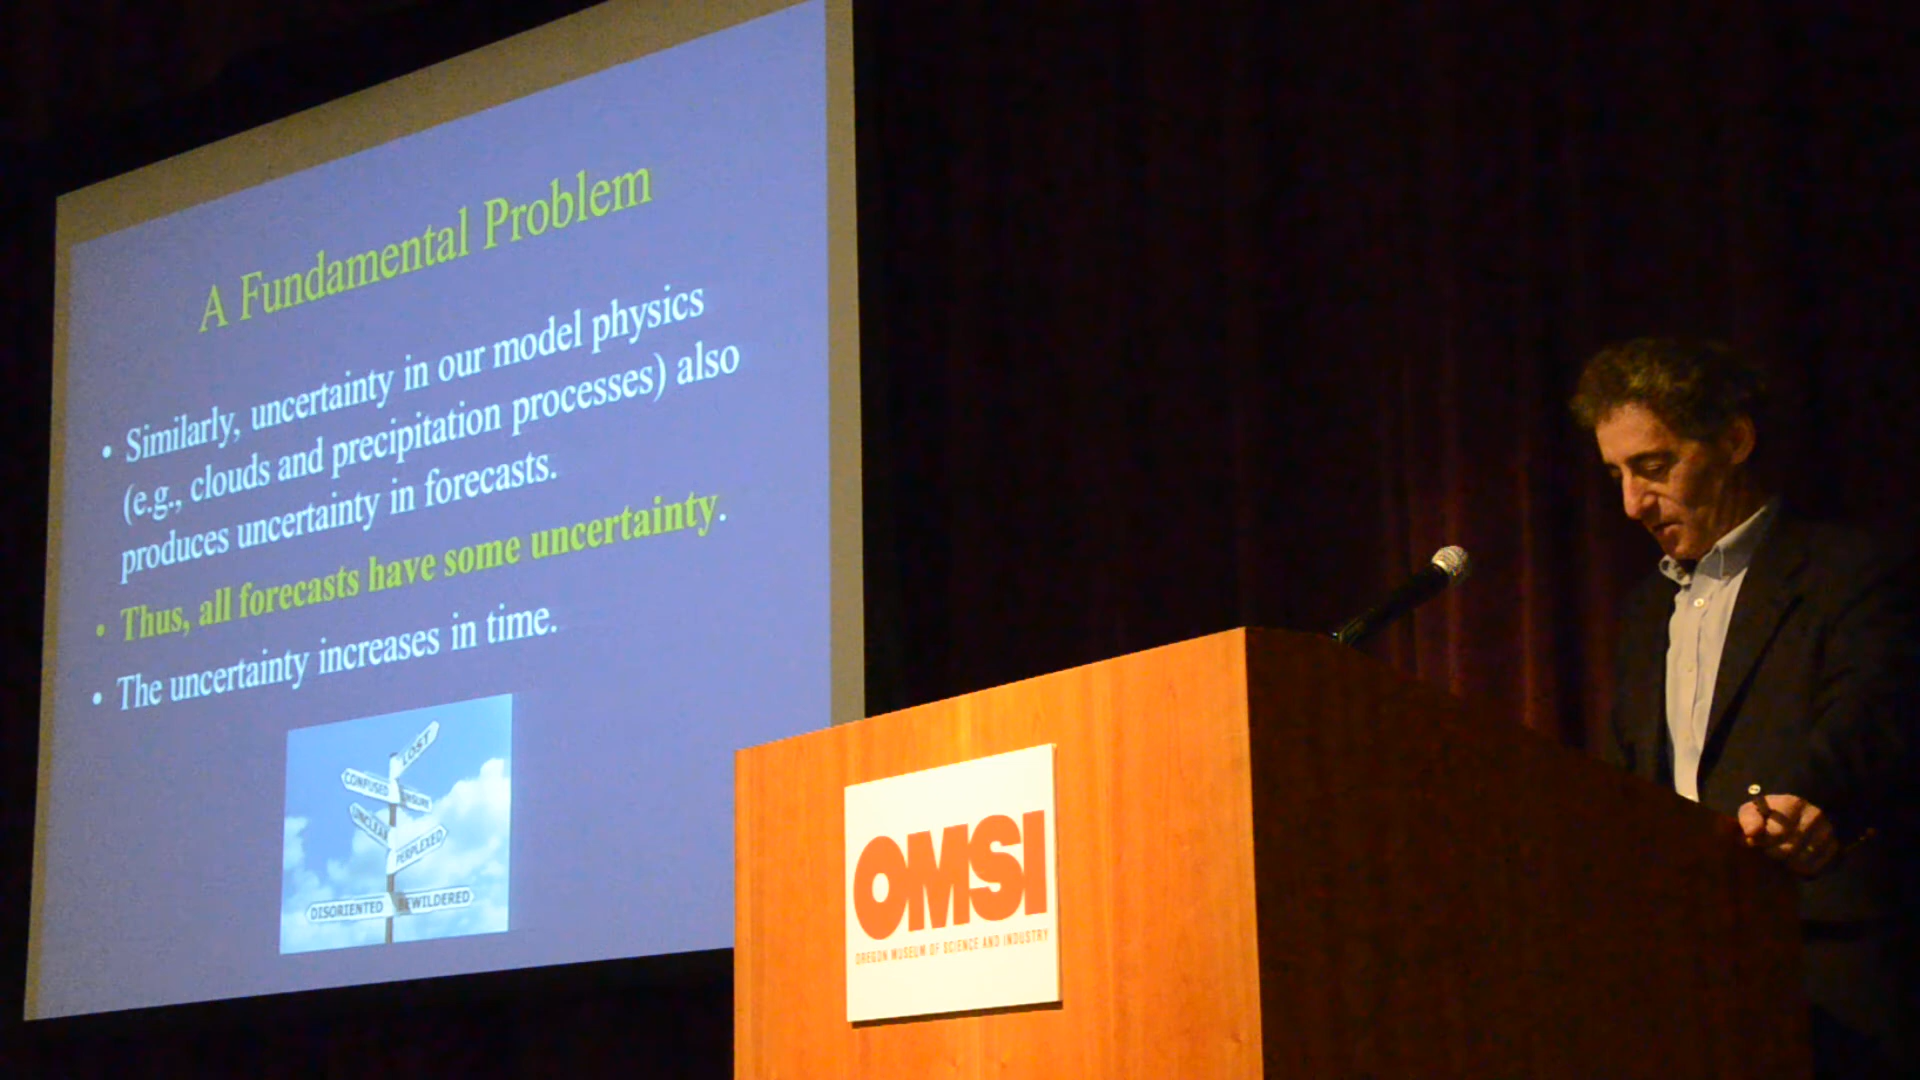 A Fundamental Problem
• Similarly, uncertainty in our model physics
(e.g., clouds and precipitation processes) also
produces uncertainty in forecasts.
• Thus, all forecasts have some uncertainty.
• The uncertainty increases in time.
LOST
CONFUSED
UNSURE
UNCLEAR
PERPLEXED
DISORIENTED
BEWILDERED
OMSI
OREGON MUSEUM OF SCIENCE AND INDUSTRY